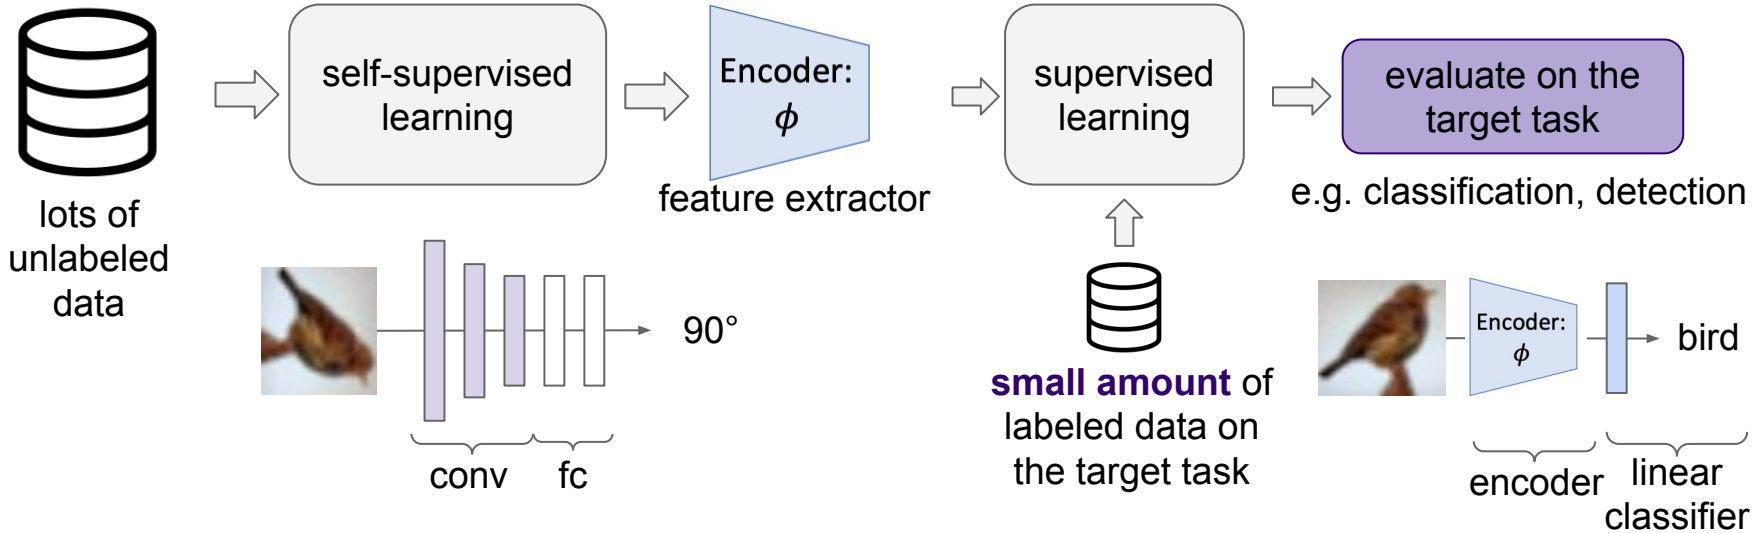 lots of
unlabeled
data
self-supervised
learning
Encoder:
ϕ
feature extractor
supervised
learning
evaluate on the
target task
e.g. classification, detection
90°
conv
fc
small amount of
labeled data on
the target task
Encoder:
ϕ
bird
encoder
linear
classifier